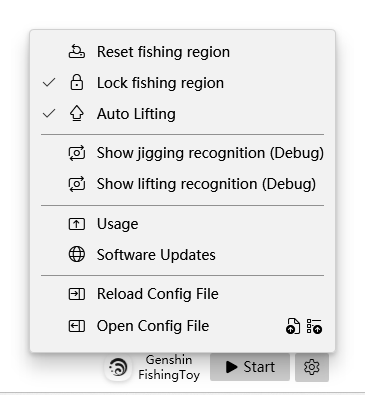 Reset fishing region
Lock fishing region
Auto Lifting
Show jigging recognition (Debug)
Show lifting recognition (Debug)
Usage
Software Updates
Reload Config File
Open Config File
Genshin
FishingToy
Start